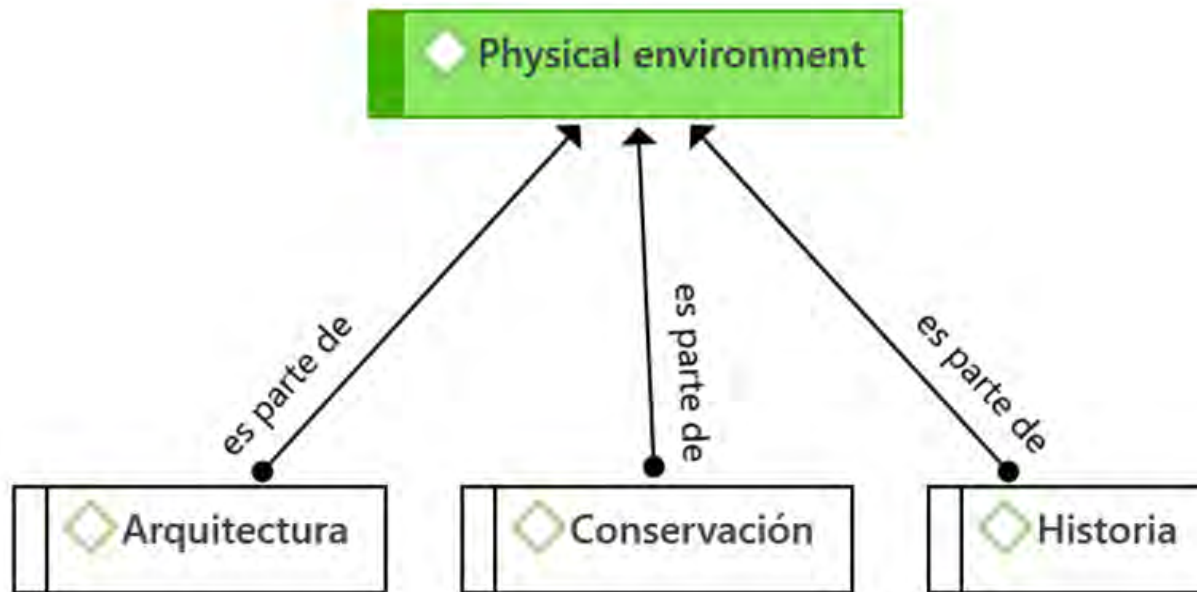 Physical environment
es parte de
es parte de
es parte de
Arquitectura
Conservación
Historia